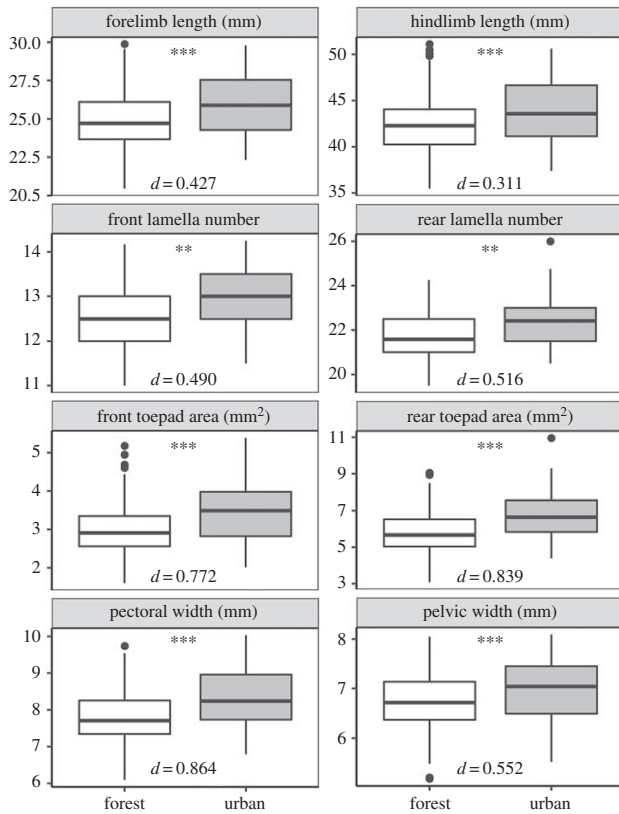 forelimb length (mm)
30.0
27.5
25.0
22.5
20.5
***
d = 0.427
hindlimb length (mm)
50
45
40
35
***
d = 0.311
front lamella number
14
13
12
11
**
d = 0.490
rear lamella number
26
24
22
20
**
d = 0.516
front toepad area (mm²)
5
4
3
2
***
d = 0.772
rear toepad area (mm²)
11
9
7
5
3
***
d = 0.839
pectoral width (mm)
10
9
8
7
6
***
d = 0.864
forest
urban
pelvic width (mm)
8
7
6
***
d = 0.552
forest
urban